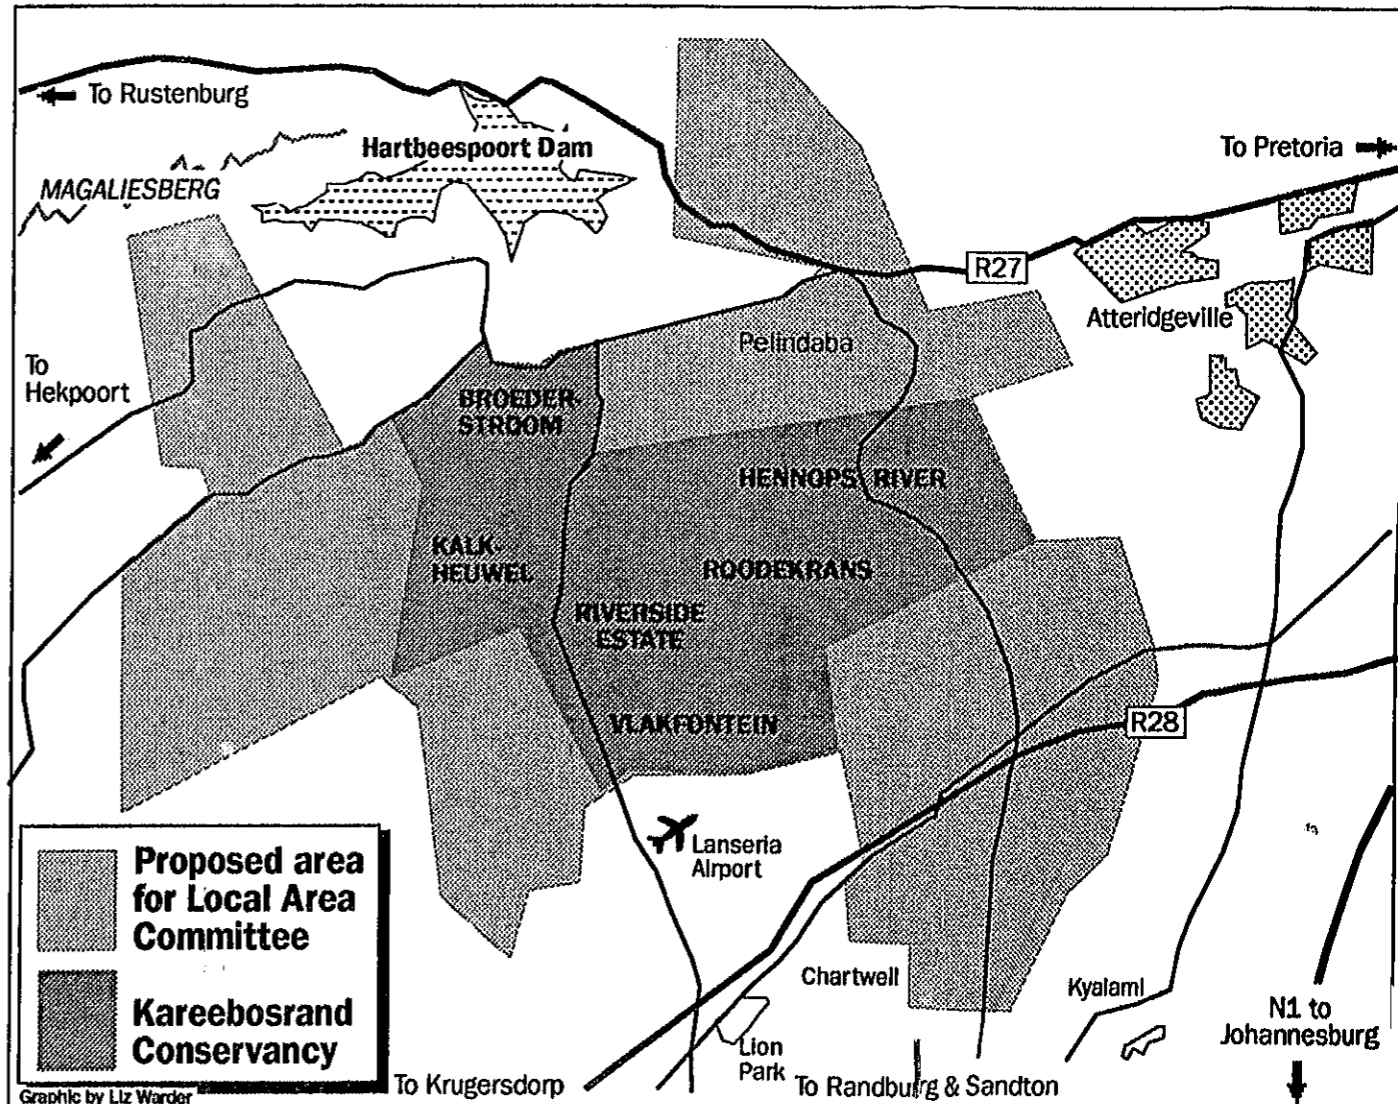 To Rustenburg
Hartbeespoort Dam
To Pretoria
MAGALIESBERG
R27
Atteridgeville
Pelindaba
To
Hekpoort
BROEDER-
STROOM
HENNOPS RIVER
KALK-
HEUWEL
ROODEKRANS
RIVERSIDE
ESTATE
VLAKFONTEIN
R28
Lanseria
Airport
Proposed area
for Local Area
Committee
Kareebosrand
Conservancy
Chartwell
Kyalami
N1 to
Johannesburg
Lion
Park
To Krugersdorp
To Randburg & Sandton
Graphic by Liz Warder